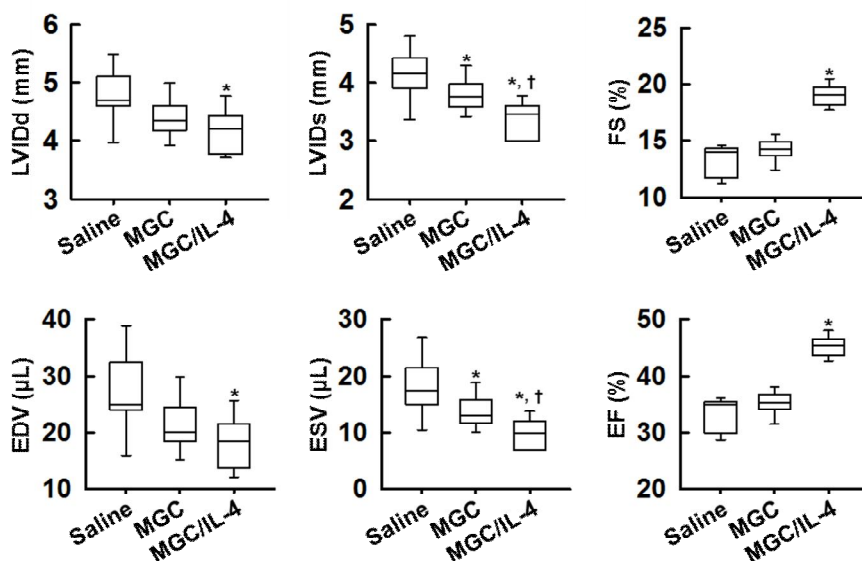 LVIDd (mm)
6
5
4
3
*
Saline
MGC
MGC/IL-4
LVIDs (mm)
5
4
3
2
*
*, †
Saline
MGC
MGC/IL-4
FS (%)
25
20
15
10
*
Saline
MGC
MGC/IL-4
EDV (µL)
40
30
20
10
*
Saline
MGC
MGC/IL-4
ESV (µL)
30
20
10
0
*
*, †
Saline
MGC
MGC/IL-4
EF (%)
50
40
30
20
*
Saline
MGC
MGC/IL-4